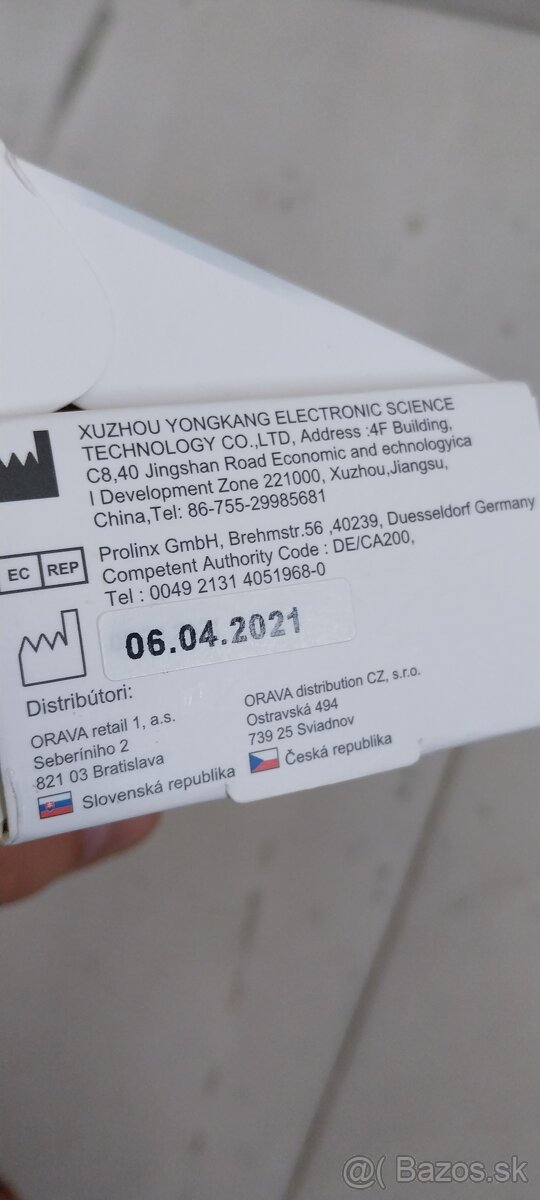 XUZHOU YONGKANG ELECTRONIC SCIENCE
TECHNOLOGY CO.,LTD, Address :4F Building,
C8,40 Jingshan Road Economic and echnologyica
l Development Zone 221000, Xuzhou,Jiangsu,
China,Tel: 86-755-29985681
EC REP
Prolinx GmbH, Brehmstr.56 ,40239, Duesseldorf Germany
Competent Authority Code : DE/CA200,
Tel : 0049 2131 4051968-0
06.04.2021
Distribútori:
ORAVA retail 1, a.s.
Seberíniho 2
821 03 Bratislava
Slovenská republika
ORAVA distribution CZ, s.r.o.
Ostravská 494
739 25 Sviadnov
Česká republika
@( Bazos.sk